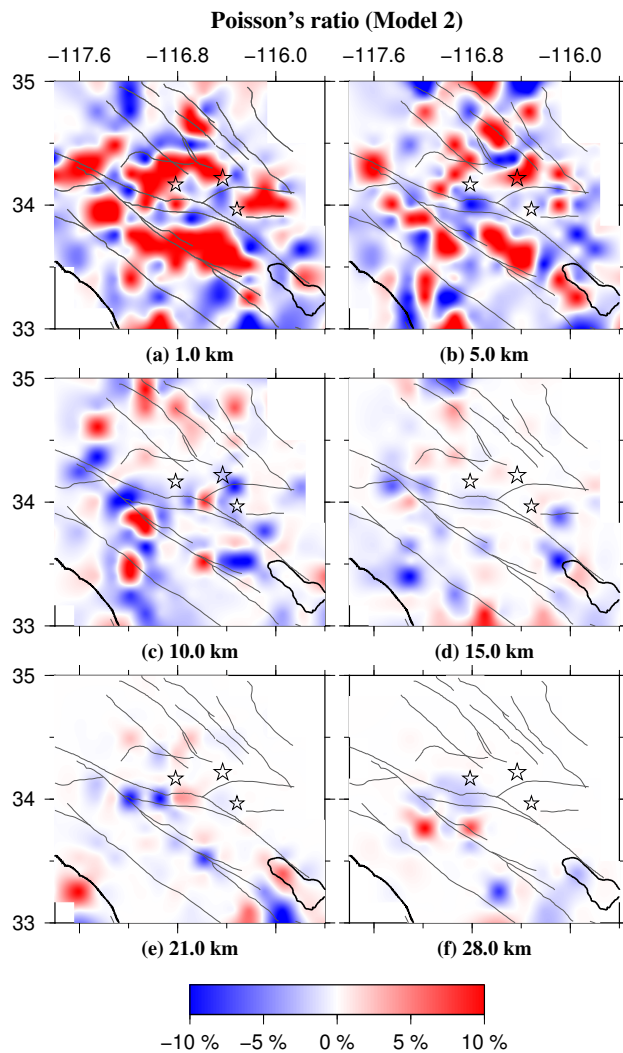 Poisson's ratio (Model 2)
−117.6 −116.8 −116.0 −117.6 −116.8 −116.0
35
34
33
(a) 1.0 km (b) 5.0 km
35
34
33
(c) 10.0 km (d) 15.0 km
35
34
33
(e) 21.0 km (f) 28.0 km
−10 % −5 % 0 % 5 % 10 %